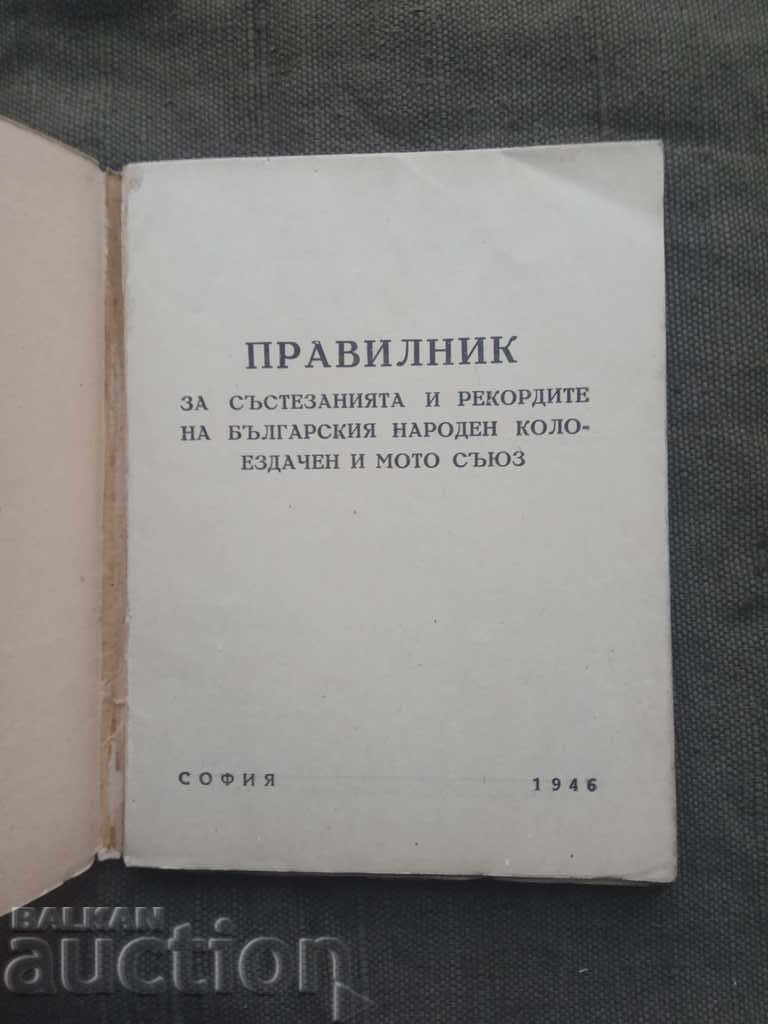 ПРАВИЛНИК
ЗА СЪСТЕЗАНИЯТА И РЕКОРДИТЕ
НА БЪЛГАРСКИЯ НАРОДЕН КОЛО-
ЕЗДАЧЕН И МОТО СЪЮЗ
СОФИЯ 1946
BALKAN
auction